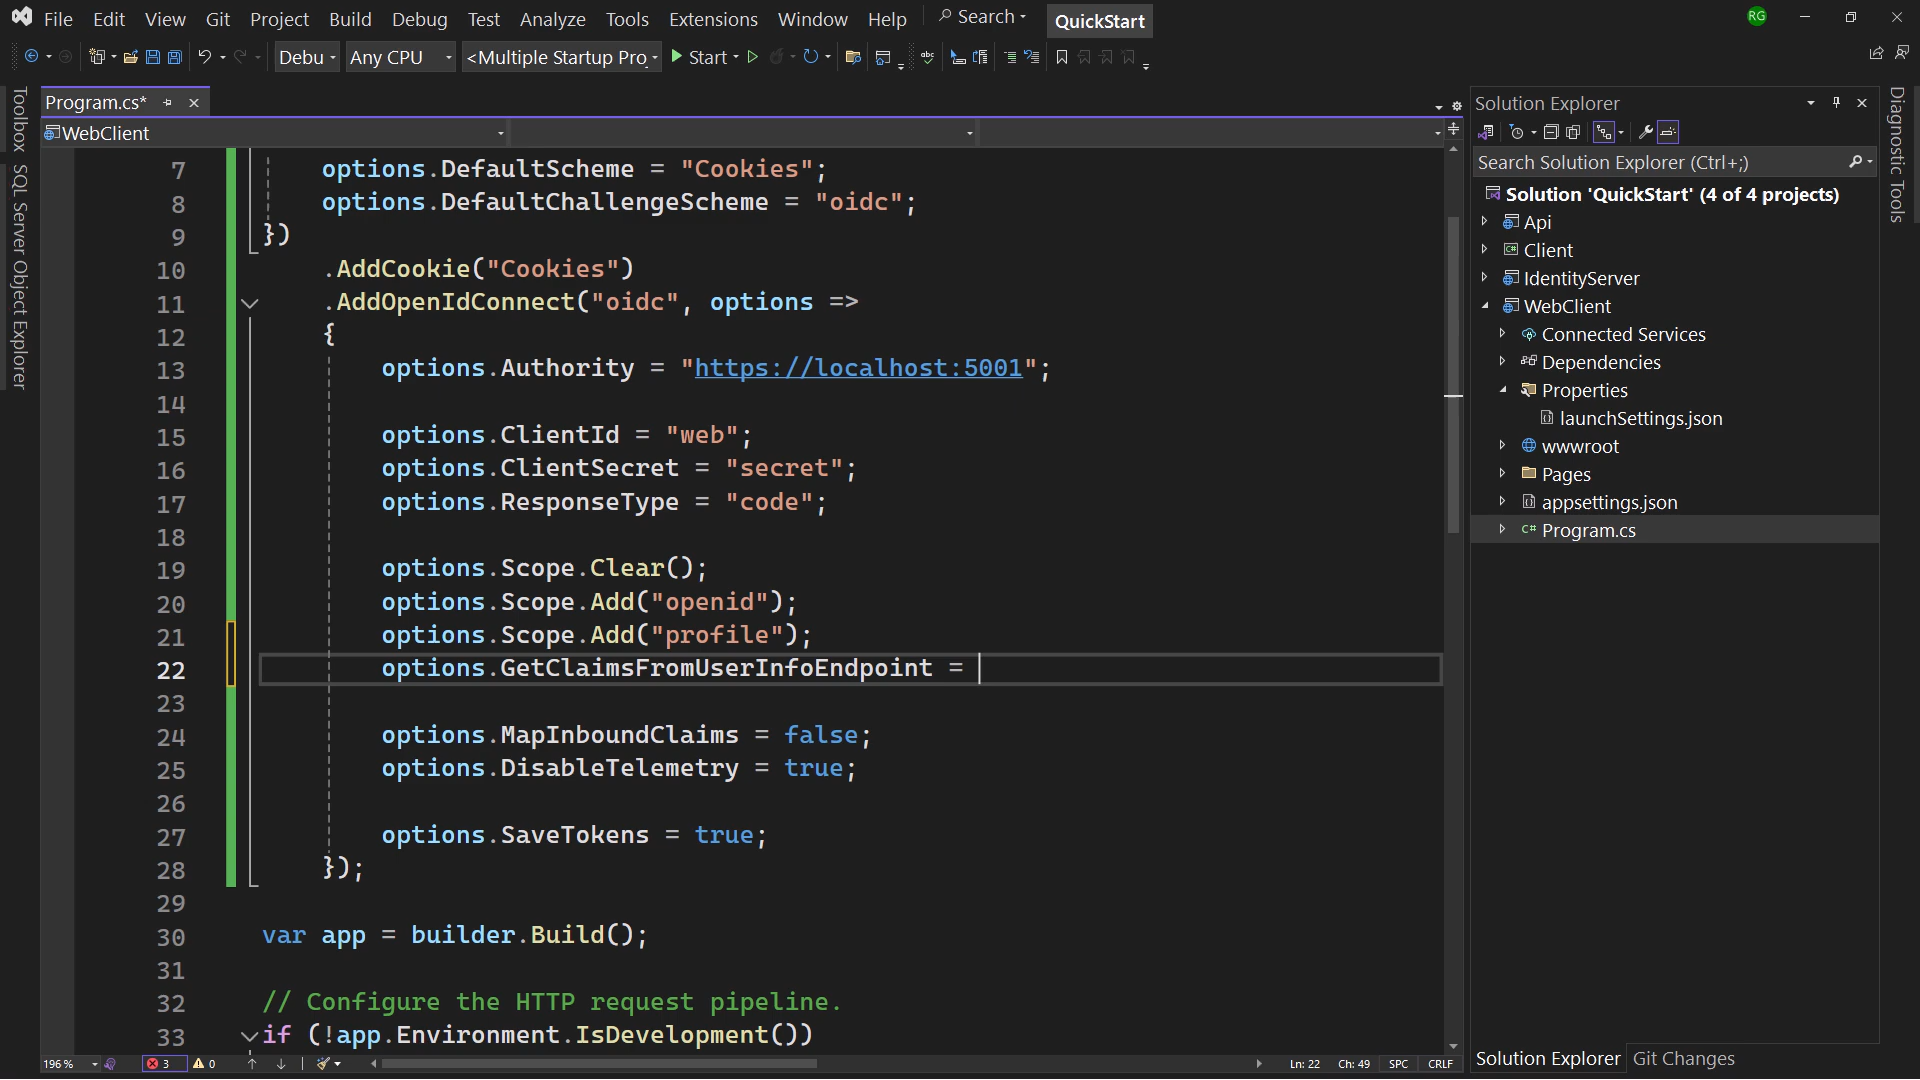 File Edit View Git Project Build Debug Test Analyze Tools Extensions Window Help Search QuickStart RG
Debu Any CPU <Multiple Startup Pro Start
Toolbox
SQL Server Object Explorer
Program.cs*
WebClient
7 options.DefaultScheme = "Cookies";
8 options.DefaultChallengeScheme = "oidc";
9 })
10 .AddCookie("Cookies")
11 .AddOpenIdConnect("oidc", options =>
12 {
13 options.Authority = "https://localhost:5001";
14
15 options.ClientId = "web";
16 options.ClientSecret = "secret";
17 options.ResponseType = "code";
18
19 options.Scope.Clear();
20 options.Scope.Add("openid");
21 options.Scope.Add("profile");
22 options.GetClaimsFromUserInfoEndpoint =
23
24 options.MapInboundClaims = false;
25 options.DisableTelemetry = true;
26
27 options.SaveTokens = true;
28 });
29
30 var app = builder.Build();
31
32 // Configure the HTTP request pipeline.
33 if (!app.Environment.IsDevelopment())
196 % 3 0 Ln: 22 Ch: 49 SPC CRLF
Solution Explorer
Search Solution Explorer (Ctrl+;)
Solution 'QuickStart' (4 of 4 projects)
Api
Client
IdentityServer
WebClient
Connected Services
Dependencies
Properties
launchSettings.json
wwwroot
Pages
appsettings.json
Program.cs
Solution Explorer Git Changes
Diagnostic Tools